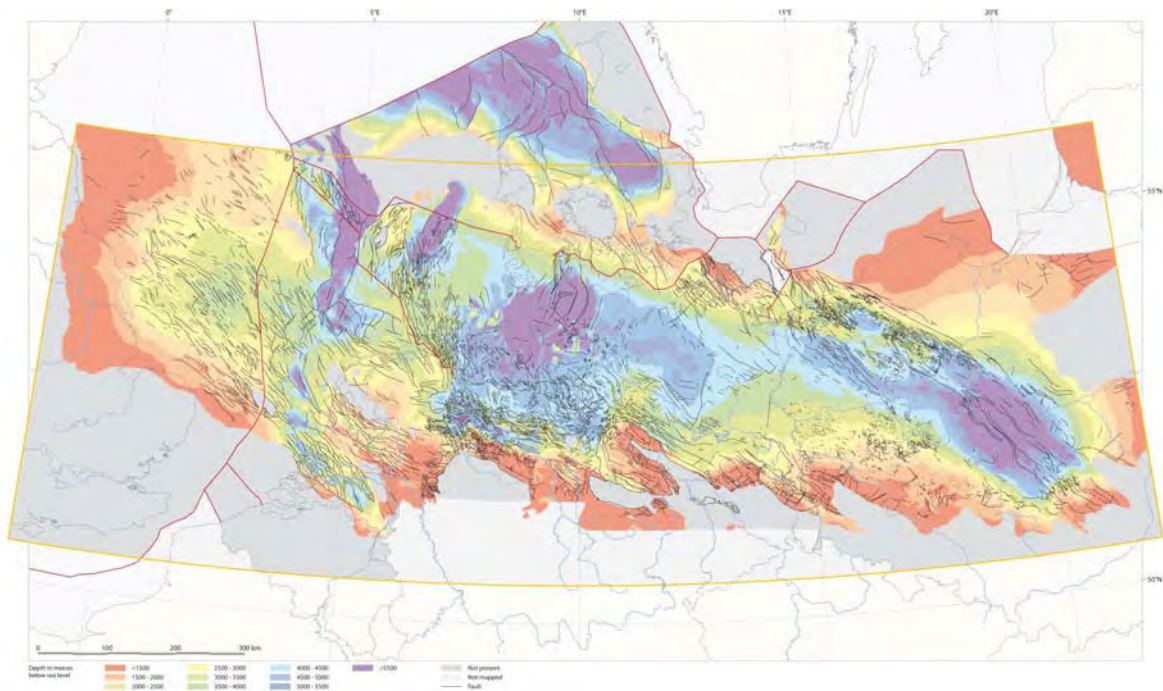 0° 5°E 10°E 15°E 20°E
55°N
50°N
0 100 200 300 km
Depth in metres
below sea level
<1500
1500 - 2000
2000 - 2500
2500 - 3000
3000 - 3500
3500 - 4000
4000 - 4500
4500 - 5000
5000 - 5500
>5500
Not present
Not mapped
Fault